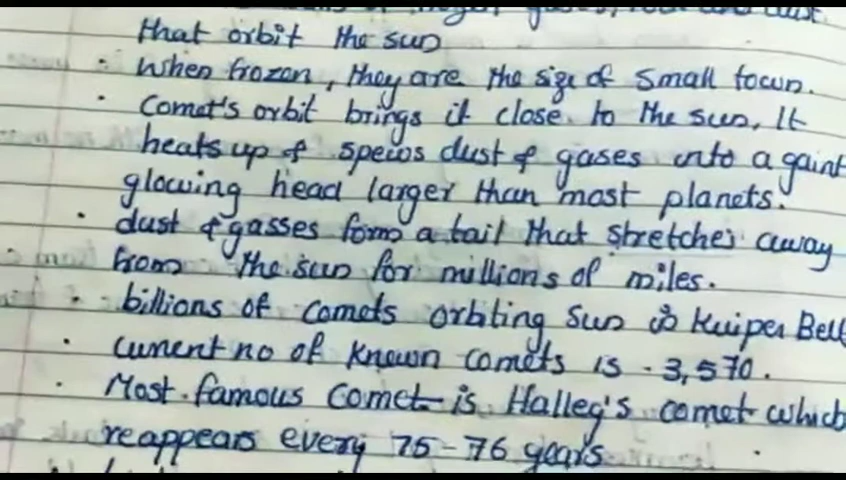 that orbit the sun
• When frozen, they are the size of small town.
• Comet's orbit brings it close to the sun, It
heats up & spews dust & gases into a gaint
glowing head larger than most planets.
• dust & gasses form a tail that stretches away
from the sun for millions of miles.
• billions of comets orbiting Sun in Kuiper Belt
• current no of known comets is - 3,570.
• Most famous Comet is Halley's comet which
reappears every 75-76 years